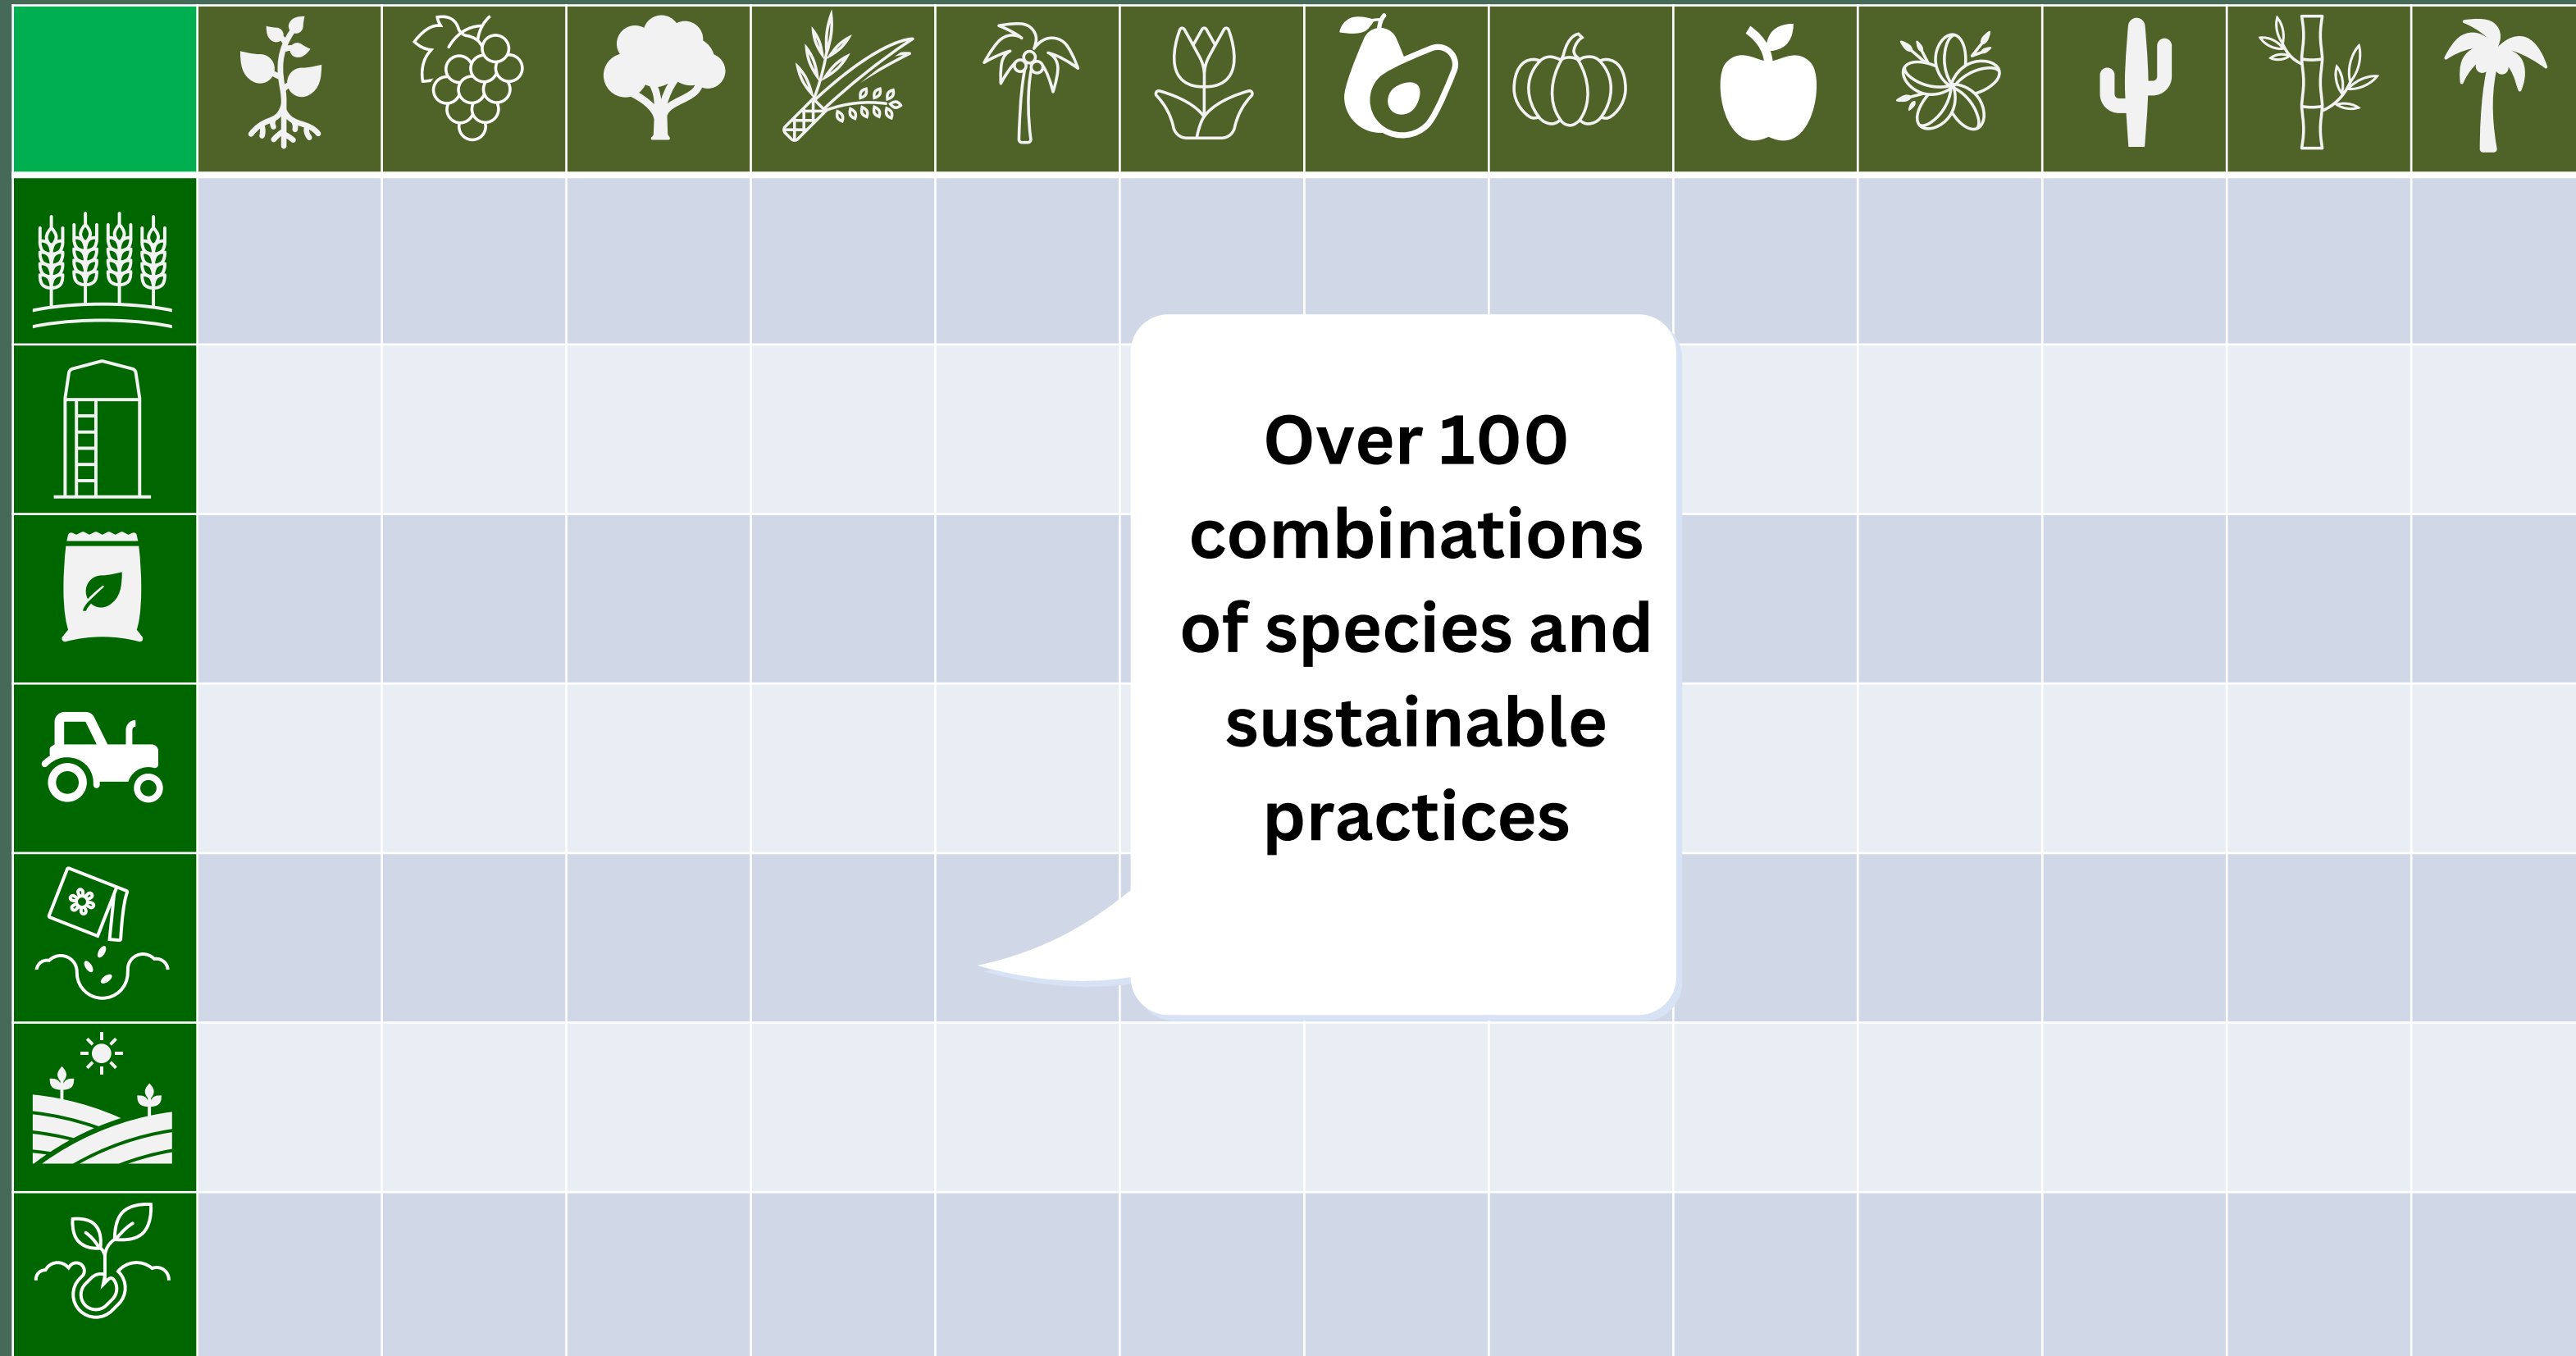 Over 100
combinations
of species and
sustainable
practices